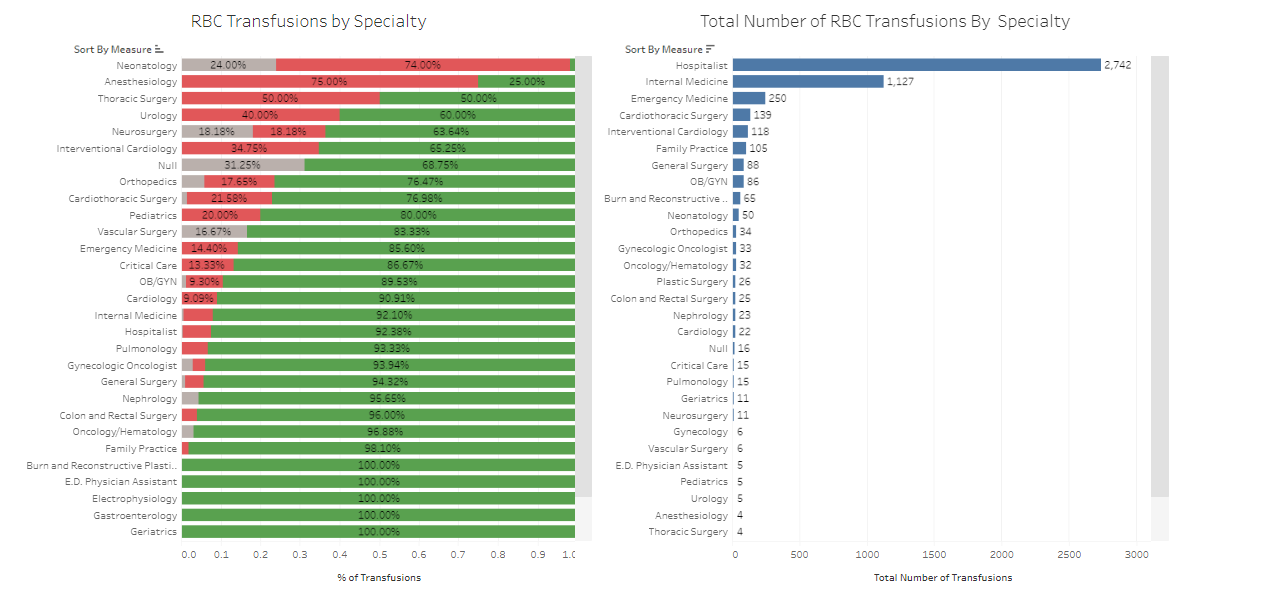 RBC Transfusions by Specialty
Sort By Measure
Neonatology 24.00% 74.00%
Anesthesiology 75.00% 25.00%
Thoracic Surgery 50.00% 50.00%
Urology 40.00% 60.00%
Neurosurgery 18.18% 18.18% 63.64%
Interventional Cardiology 34.75% 65.25%
Null 31.25% 68.75%
Orthopedics 17.65% 76.47%
Cardiothoracic Surgery 21.58% 76.98%
Pediatrics 20.00% 80.00%
Vascular Surgery 16.67% 83.33%
Emergency Medicine 14.40% 85.60%
Critical Care 13.33% 86.67%
OB/GYN 9.30% 89.53%
Cardiology 9.09% 90.91%
Internal Medicine 92.10%
Hospitalist 92.38%
Pulmonology 93.33%
Gynecologic Oncologist 93.94%
General Surgery 94.32%
Nephrology 95.65%
Colon and Rectal Surgery 96.00%
Oncology/Hematology 96.88%
Family Practice 98.10%
Burn and Reconstructive Plasti.. 100.00%
E.D. Physician Assistant 100.00%
Electrophysiology 100.00%
Gastroenterology 100.00%
Geriatrics 100.00%
0.0 0.1 0.2 0.3 0.4 0.5 0.6 0.7 0.8 0.9 1.0
% of Transfusions
Total Number of RBC Transfusions By Specialty
Sort By Measure
Hospitalist 2,742
Internal Medicine 1,127
Emergency Medicine 250
Cardiothoracic Surgery 139
Interventional Cardiology 118
Family Practice 105
General Surgery 88
OB/GYN 86
Burn and Reconstructive .. 65
Neonatology 50
Orthopedics 34
Gynecologic Oncologist 33
Oncology/Hematology 32
Plastic Surgery 26
Colon and Rectal Surgery 25
Nephrology 23
Cardiology 22
Null 16
Critical Care 15
Pulmonology 15
Geriatrics 11
Neurosurgery 11
Gynecology 6
Vascular Surgery 6
E.D. Physician Assistant 5
Pediatrics 5
Urology 5
Anesthesiology 4
Thoracic Surgery 4
0 500 1000 1500 2000 2500 3000
Total Number of Transfusions